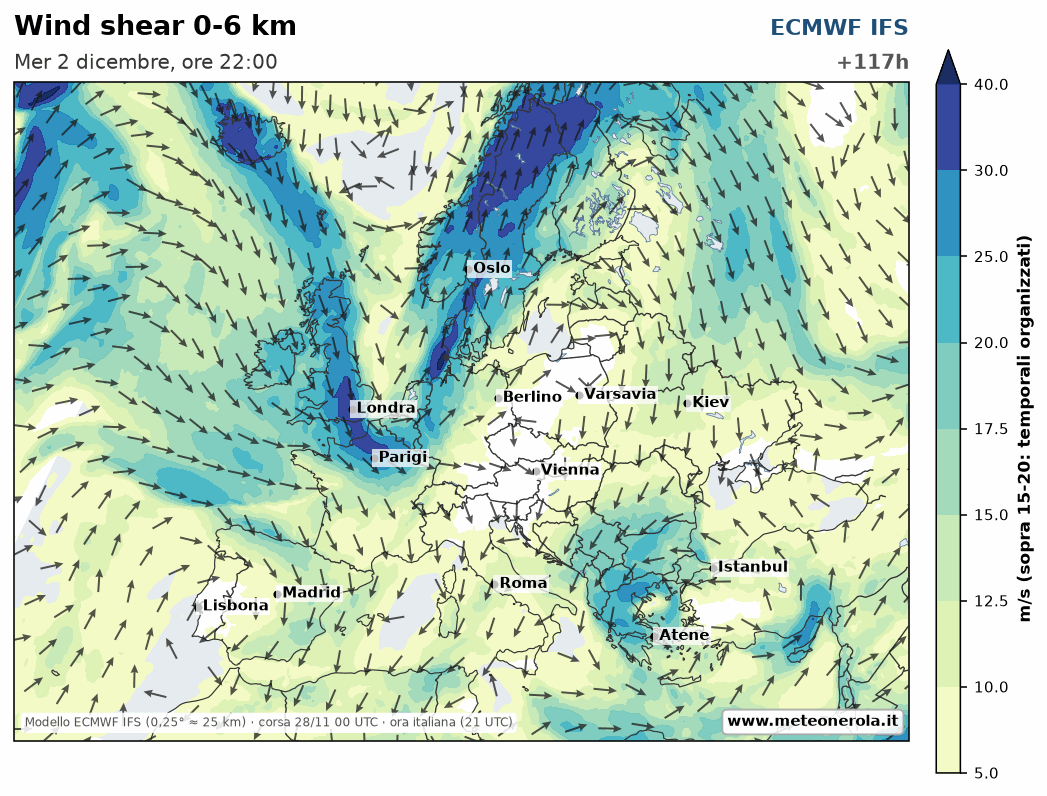 Wind shear 0-6 km
ECMWF IFS
Mer 2 dicembre, ore 22:00
+117h
40.0
30.0
25.0
20.0
17.5
15.0
12.5
10.0
5.0
m/s (sopra 15-20: temporali organizzati)
Oslo
Londra
Berlino
Varsavia
Kiev
Parigi
Vienna
Istanbul
Roma
Madrid
Lisbona
Atene
Modello ECMWF IFS (0,25° ≈ 25 km) · corsa 28/11 00 UTC · ora italiana (21 UTC)
www.meteonerola.it